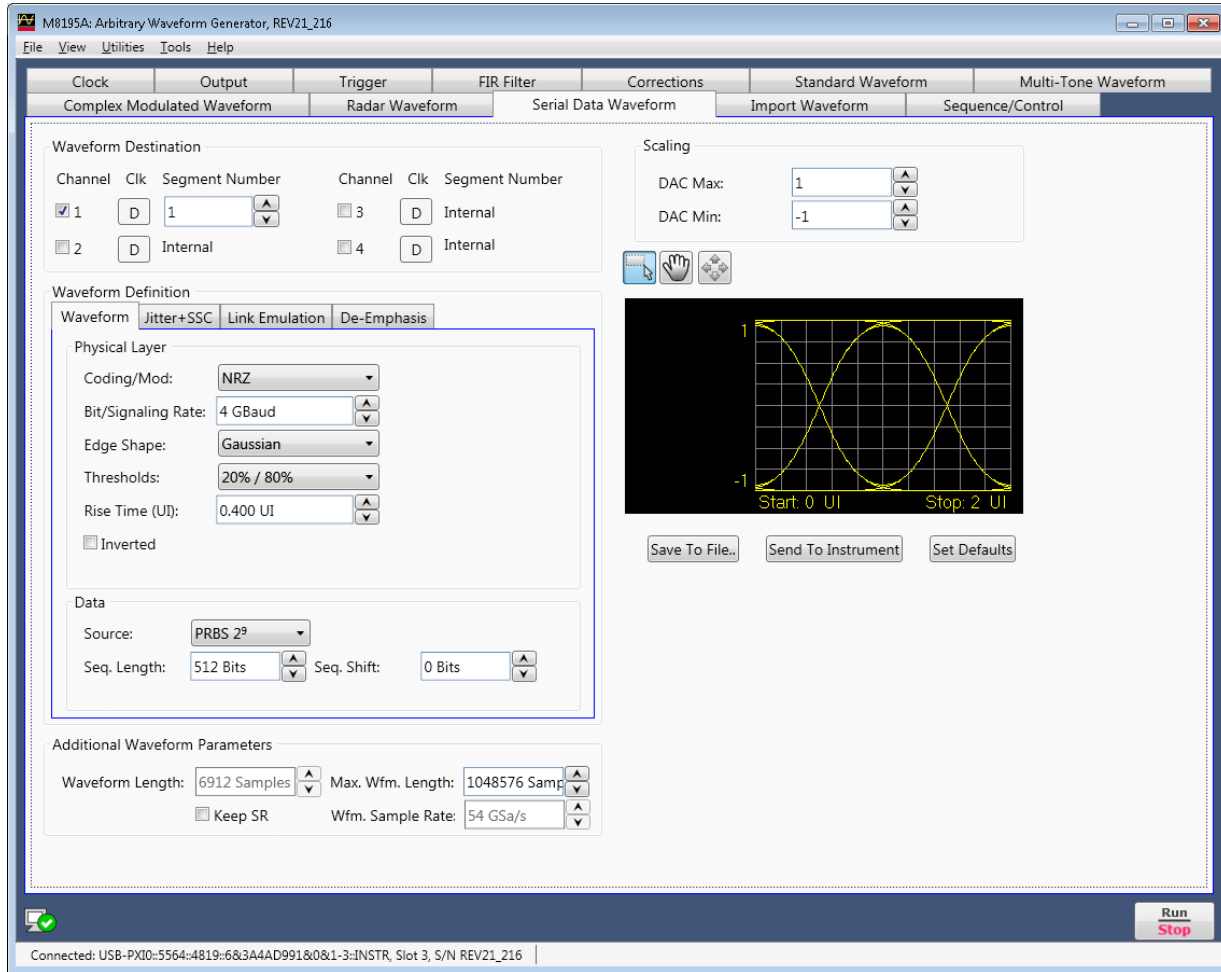 M8195A: Arbitrary Waveform Generator, REV21_216
File View Utilities Tools Help
Clock Output Trigger FIR Filter Corrections Standard Waveform Multi-Tone Waveform
Complex Modulated Waveform Radar Waveform Serial Data Waveform Import Waveform Sequence/Control
Waveform Destination
Channel Clk Segment Number Channel Clk Segment Number
1 D 1 3 D Internal
2 D Internal 4 D Internal
Scaling
DAC Max: 1
DAC Min: -1
Waveform Definition
Waveform Jitter+SSC Link Emulation De-Emphasis
Physical Layer
Coding/Mod: NRZ
Bit/Signaling Rate: 4 GBaud
Edge Shape: Gaussian
Thresholds: 20% / 80%
Rise Time (UI): 0.400 UI
Inverted
1
-1
Start: 0 UI Stop: 2 UI
Save To File.. Send To Instrument Set Defaults
Data
Source: PRBS 2⁹
Seq. Length: 512 Bits Seq. Shift: 0 Bits
Additional Waveform Parameters
Waveform Length: 6912 Samples Max. Wfm. Length: 1048576 Samp
Keep SR Wfm. Sample Rate: 54 GSa/s
Run
Stop
Connected: USB-PXI0::5564::4819::6&3A4AD991&0&1-3::INSTR, Slot 3, S/N REV21_216